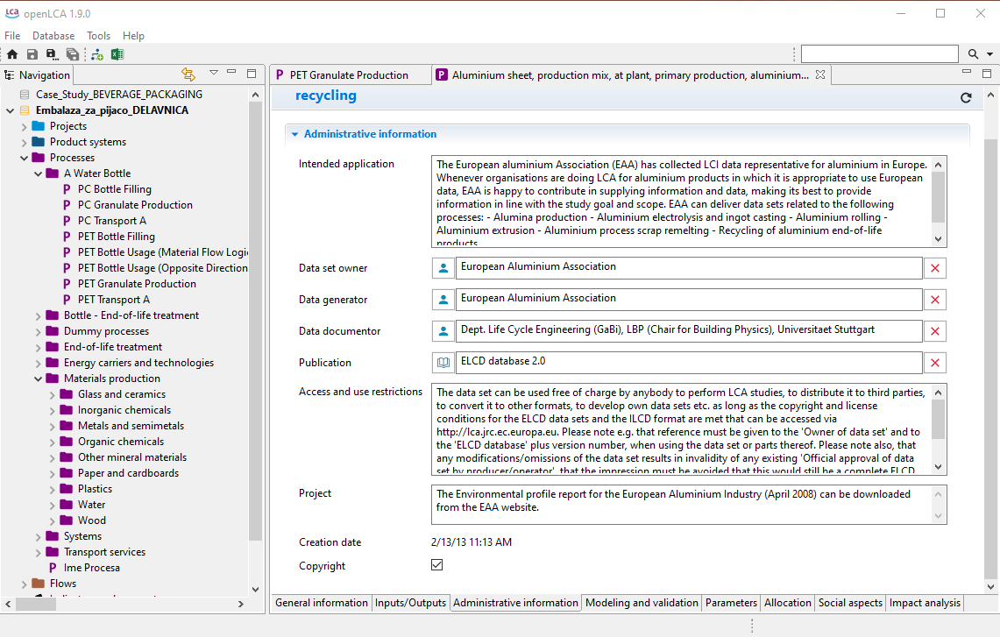 LCA openLCA 1.9.0
File Database Tools Help
Navigation
Case_Study_BEVERAGE_PACKAGING
Embalaza_za_pijaco_DELAVNICA
Projects
Product systems
Processes
A Water Bottle
P PC Bottle Filling
P PC Granulate Production
P PC Transport A
P PET Bottle Filling
P PET Bottle Usage (Material Flow Logi
P PET Bottle Usage (Opposite Direction
P PET Granulate Production
P PET Transport A
Bottle - End-of-life treatment
Dummy processes
End-of-life treatment
Energy carriers and technologies
Materials production
Glass and ceramics
Inorganic chemicals
Metals and semimetals
Organic chemicals
Other mineral materials
Paper and cardboards
Plastics
Water
Wood
Systems
Transport services
P Ime Procesa
Flows
P PET Granulate Production
P Aluminium sheet, production mix, at plant, primary production, aluminium...
recycling
Administrative information
Intended application
The European aluminium Association (EAA) has collected LCI data representative for aluminium in Europe.
Whenever organisations are doing LCA for aluminium products in which it is appropriate to use European
data, EAA is happy to contribute in supplying information and data, making its best to provide
information in line with the study goal and scope. EAA can deliver data sets related to the following
processes: - Alumina production - Aluminium electrolysis and ingot casting - Aluminium rolling -
Aluminium extrusion - Aluminium process scrap remelting - Recycling of aluminium end-of-life
products
Data set owner European Aluminium Association
Data generator European Aluminium Association
Data documentor Dept. Life Cycle Engineering (GaBi), LBP (Chair for Building Physics), Universitaet Stuttgart
Publication ELCD database 2.0
Access and use restrictions
The data set can be used free of charge by anybody to perform LCA studies, to distribute it to third parties,
to convert it to other formats, to develop own data sets etc. as long as the copyright and license
conditions for the ELCD data sets and the ILCD format are met that can be accessed via
http://lca.jrc.ec.europa.eu. Please note e.g. that reference must be given to the 'Owner of data set' and to
the 'ELCD database' plus version number, when using the data set or parts thereof. Please note also, that
any modifications/omissions of the data set results in invalidity of any existing 'Official approval of data
set by producer/operator', that the impression must be avoided that this would still be a complete ELCD
Project
The Environmental profile report for the European Aluminium Industry (April 2008) can be downloaded
from the EAA website.
Creation date 2/13/13 11:13 AM
Copyright
General information Inputs/Outputs Administrative information Modeling and validation Parameters Allocation Social aspects Impact analysis